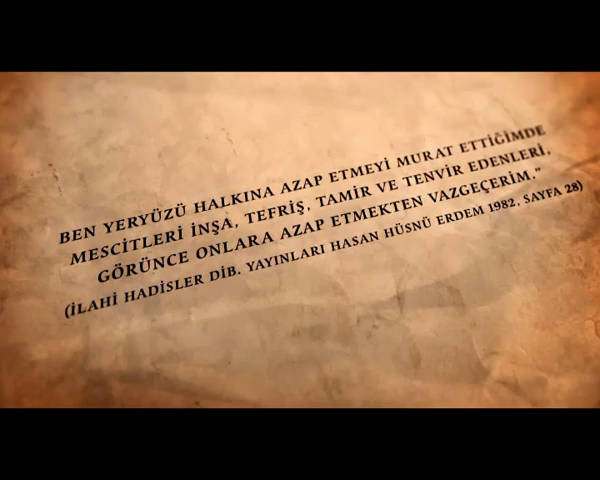 BEN YERYÜZÜ HALKINA AZAP ETMEYİ MURAT ETTİĞİMDE
MESCİTLERİ İNŞA, TEFRİŞ, TAMİR VE TENVİR EDENLERİ,
GÖRÜNCE ONLARA AZAP ETMEKTEN VAZGEÇERİM."
(İLAHİ HADİSLER DİB. YAYINLARI HASAN HÜSNÜ ERDEM 1982, SAYFA 28)